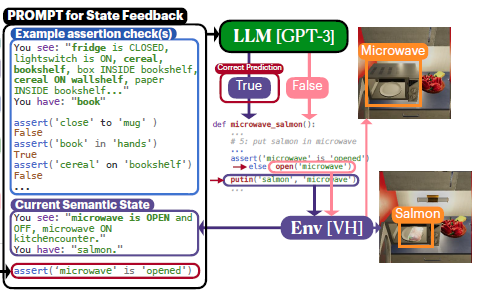 PROMPT for State Feedback
Example assertion check(s)
You see: "fridge is CLOSED,
lightswitch is ON, cereal,
bookshelf, box INSIDE bookshelf,
cereal ON wallshelf, paper
INSIDE bookshelf..."
You have: "book"
assert('close' to 'mug' )
False
assert('book' in 'hands')
True
assert('cereal' on 'bookshelf')
False
...
Current Semantic State
You see: "microwave is OPEN and
OFF, microwave ON
kitchencounter."
You have: "salmon."
assert('microwave' is 'opened')
LLM [GPT-3]
Correct Prediction
True
False
def microwave_salmon():
...
# 5: put salmon in microwave
...
assert('microwave' is 'opened')
else: open('microwave')
putin('salmon', 'microwave')
...
Env [VH]
Microwave
Salmon